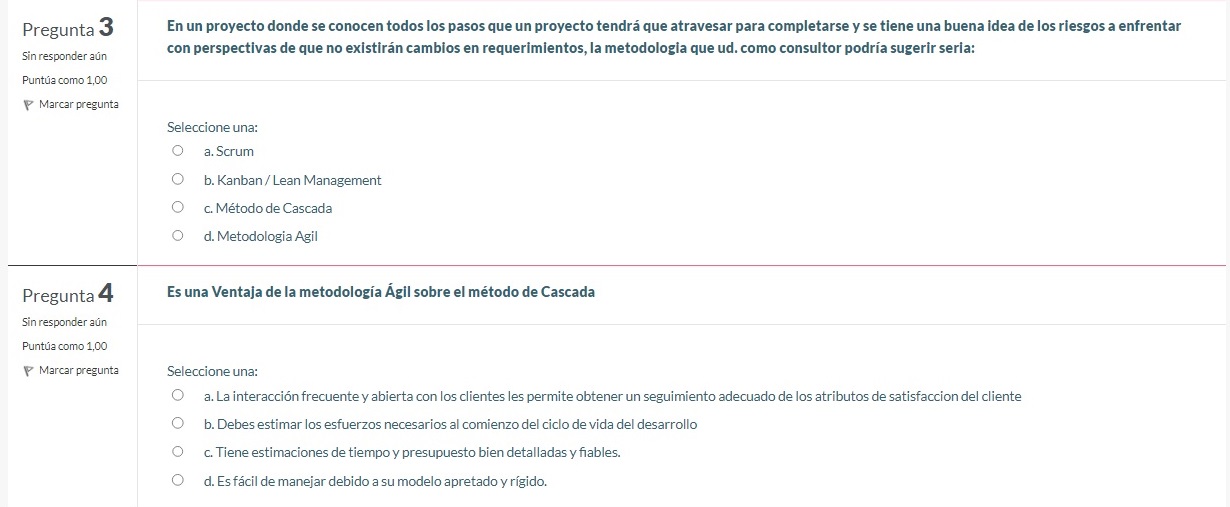 Pregunta 3
Sin responder aún
Puntúa como 1,00
Marcar pregunta
En un proyecto donde se conocen todos los pasos que un proyecto tendrá que atravesar para completarse y se tiene una buena idea de los riesgos a enfrentar
con perspectivas de que no existirán cambios en requerimientos, la metodologia que ud. como consultor podría sugerir seria:
Seleccione una:
a. Scrum
b. Kanban / Lean Management
c. Método de Cascada
d. Metodologia Agil
Pregunta 4
Sin responder aún
Puntúa como 1,00
Marcar pregunta
Es una Ventaja de la metodología Ágil sobre el método de Cascada
Seleccione una:
a. La interacción frecuente y abierta con los clientes les permite obtener un seguimiento adecuado de los atributos de satisfaccion del cliente
b. Debes estimar los esfuerzos necesarios al comienzo del ciclo de vida del desarrollo
c. Tiene estimaciones de tiempo y presupuesto bien detalladas y fiables.
d. Es fácil de manejar debido a su modelo apretado y rígido.